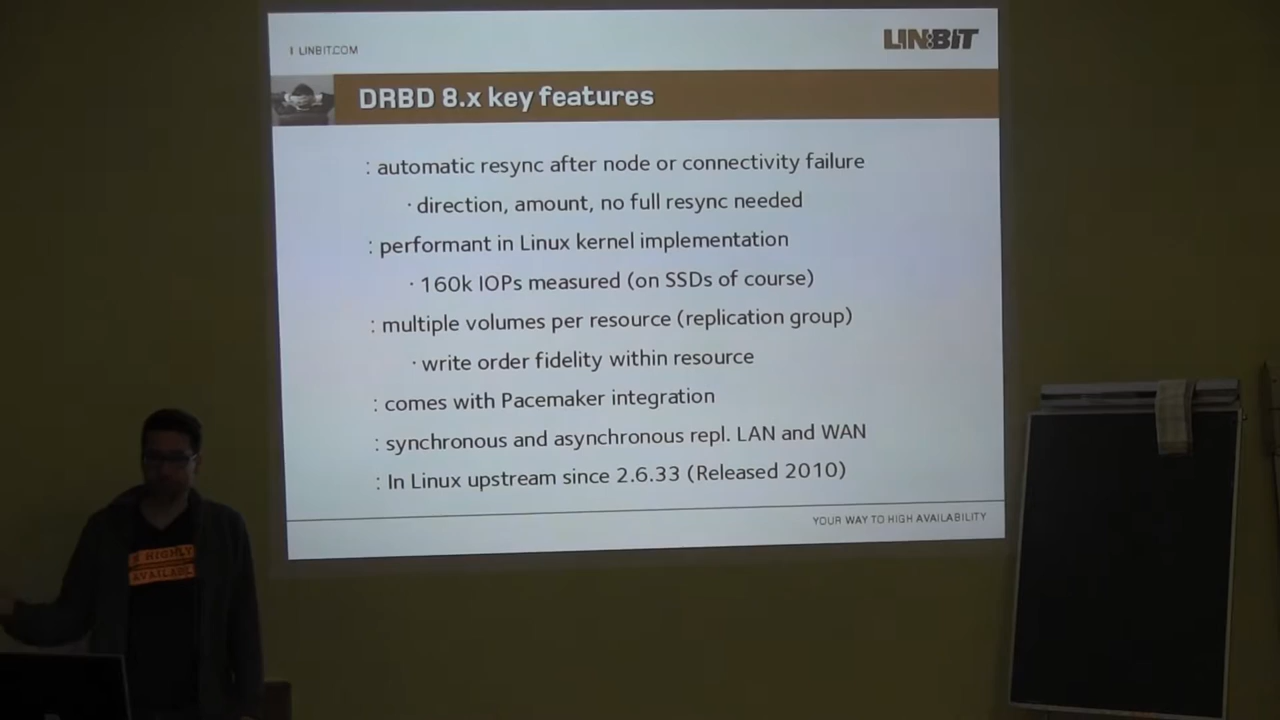 I LINBIT.COM
LINBIT
DRBD 8.x key features
: automatic resync after node or connectivity failure
· direction, amount, no full resync needed
: performant in Linux kernel implementation
· 160k IOPs measured (on SSDs of course)
: multiple volumes per resource (replication group)
· write order fidelity within resource
: comes with Pacemaker integration
: synchronous and asynchronous repl. LAN and WAN
: In Linux upstream since 2.6.33 (Released 2010)
YOUR WAY TO HIGH AVAILABILITY
HIGHLY
AVAILABL